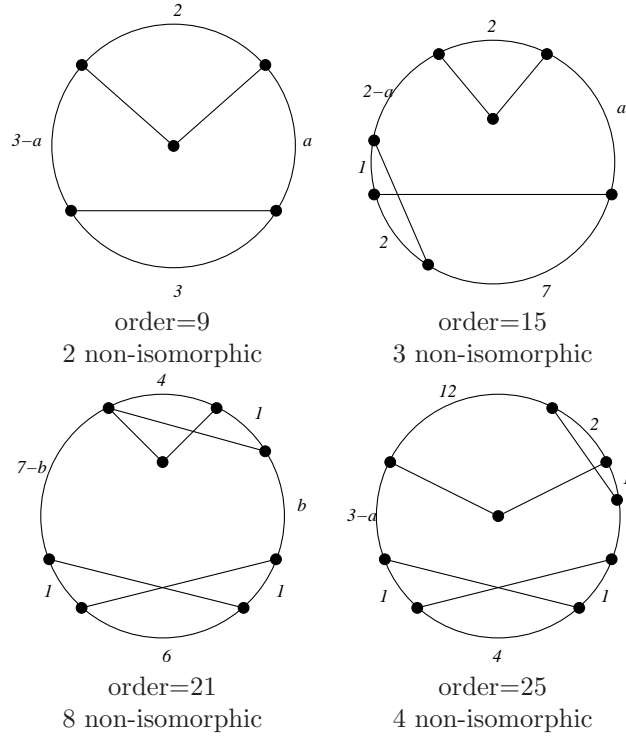 2
3−a
a
3
order=9
2 non-isomorphic
2
2−a
a
1
2
7
order=15
3 non-isomorphic
4
1
7−b
b
1
1
6
order=21
8 non-isomorphic
12
2
3−a
1
1
4
order=25
4 non-isomorphic